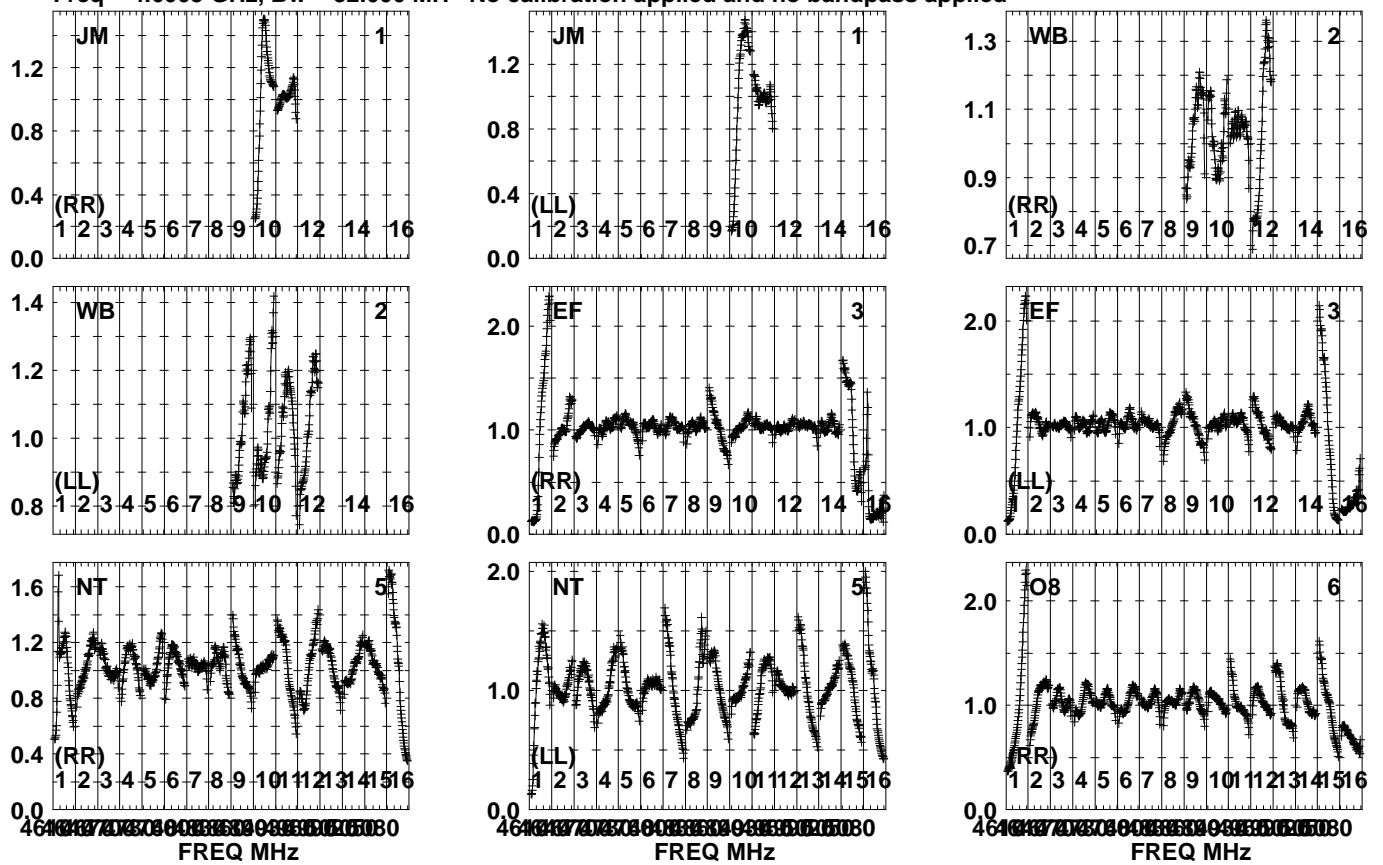 No calibration applied and no bandpass applied
JM 1
1.2
0.8
0.4
0.0
(RR)
1 2 3 4 5 6 7 8 9 10 12 14 16
JM 1
1.2
0.8
0.4
0.0
(LL)
1 2 3 4 5 6 7 8 9 10 12 14 16
WB 2
1.3
1.1
0.9
0.7
(RR)
1 2 3 4 5 6 7 8 9 10 12 14 16
WB 2
1.4
1.2
1.0
0.8
(LL)
1 2 3 4 5 6 7 8 9 10 12 14 16
EF 3
2.0
1.0
0.0
(RR)
1 2 3 4 5 6 7 8 9 10 12 14 16
EF 3
2.0
1.0
0.0
(LL)
1 2 3 4 5 6 7 8 9 10 12 14 16
NT 5
1.6
1.2
0.8
0.4
0.0
(RR)
1 2 3 4 5 6 7 8 9 10 11 12 13 15 16
FREQ MHz
NT 5
2.0
1.0
0.0
(LL)
1 2 3 4 5 6 7 8 9 10 11 12 13 14 15 16
O8 6
2.0
1.0
0.0
(RR)
1 2 3 4 5 6 7 8 9 10 11 12 13 14 15 16
FREQ MHz